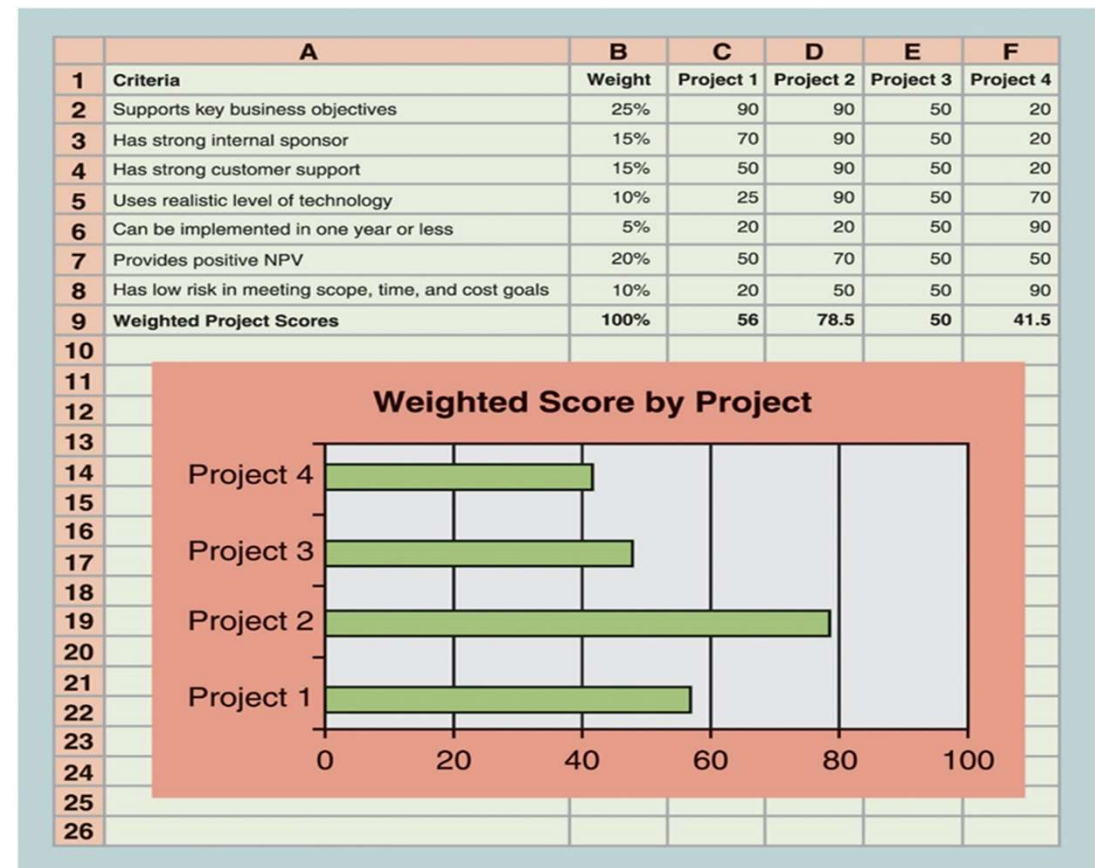 A B C D E F
1 Criteria Weight Project 1 Project 2 Project 3 Project 4
2 Supports key business objectives 25% 90 90 50 20
3 Has strong internal sponsor 15% 70 90 50 20
4 Has strong customer support 15% 50 90 50 20
5 Uses realistic level of technology 10% 25 90 50 70
6 Can be implemented in one year or less 5% 20 20 50 90
7 Provides positive NPV 20% 50 70 50 50
8 Has low risk in meeting scope, time, and cost goals 10% 20 50 50 90
9 Weighted Project Scores 100% 56 78.5 50 41.5
10
11
12 Weighted Score by Project
13
14 Project 4
15
16
17 Project 3
18
19 Project 2
20
21
22 Project 1
23
24 0 20 40 60 80 100
25
26